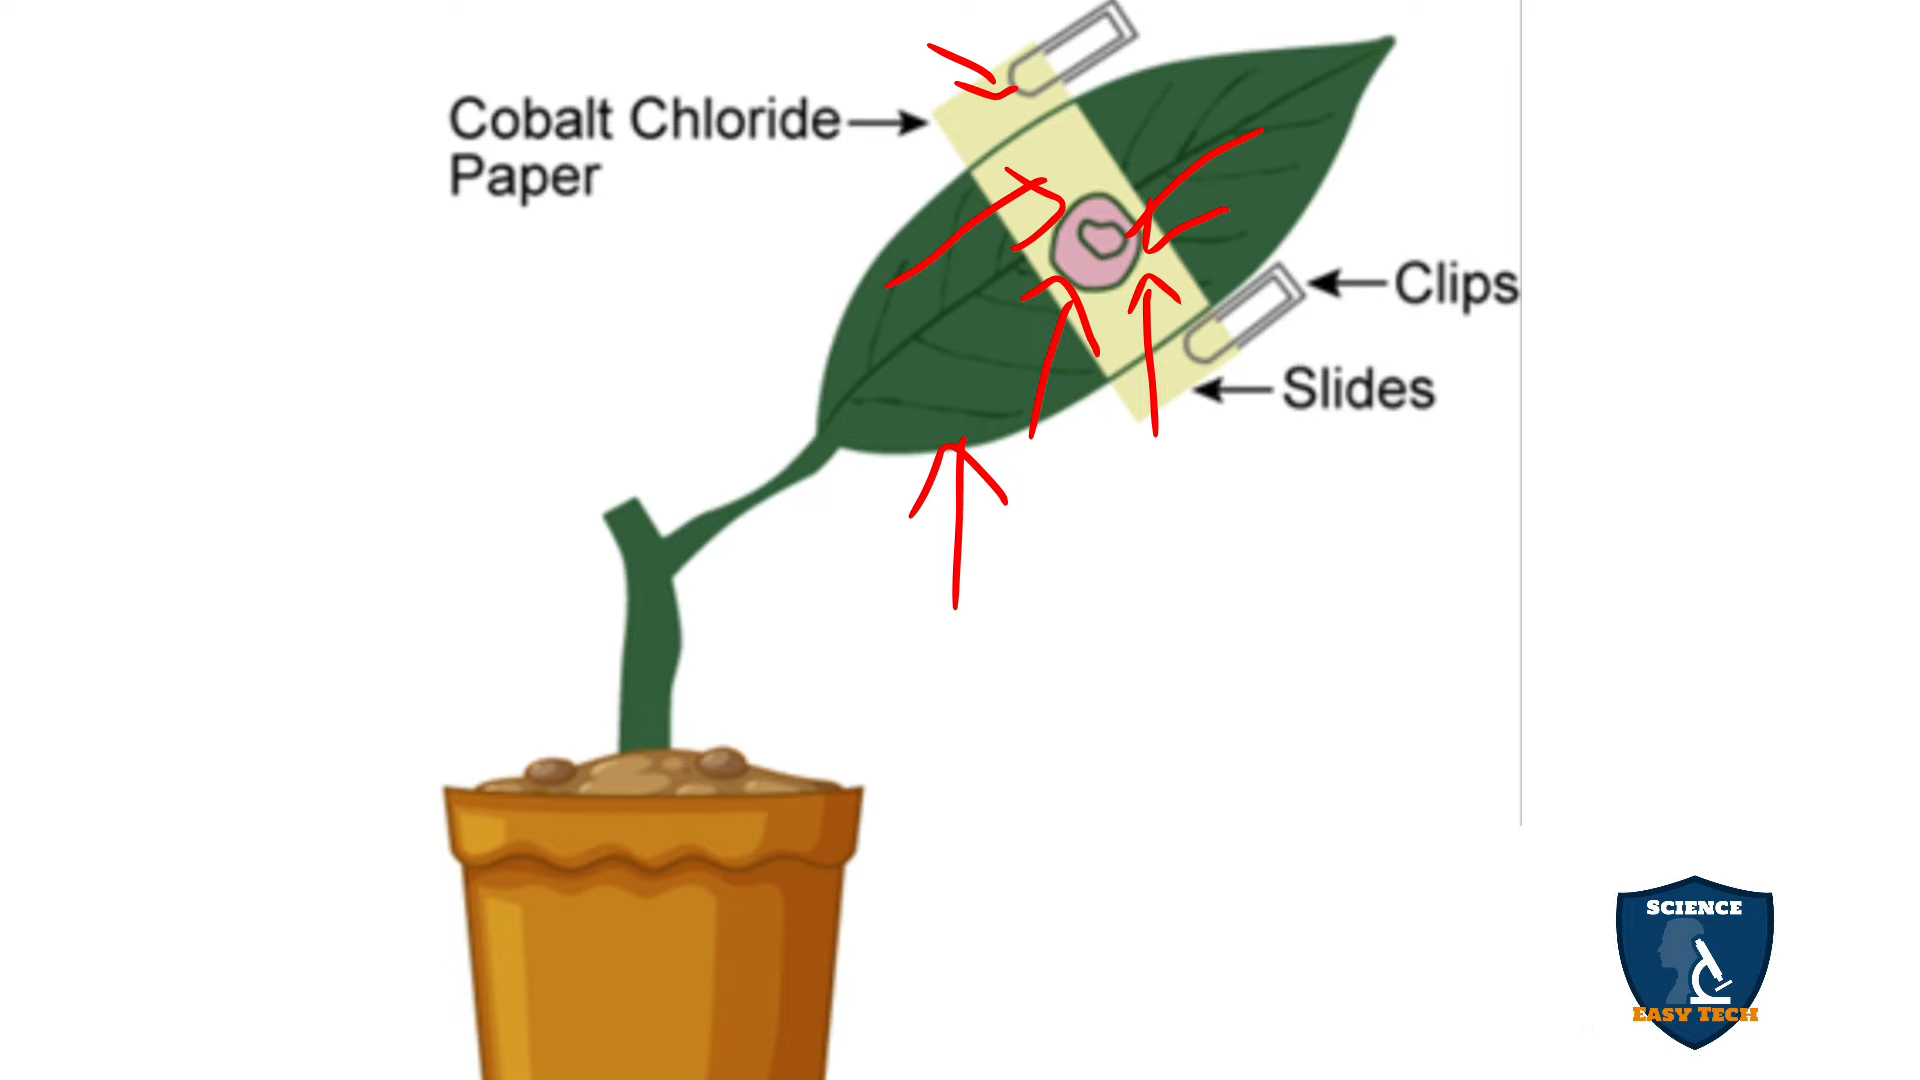 Cobalt Chloride
Paper
Clips
Slides
SCIENCE
EASY TECH